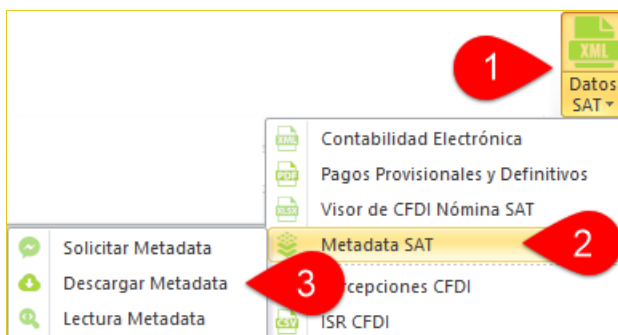 1
XML
Datos
SAT
XML
Contabilidad Electrónica
PDF
Pagos Provisionales y Definitivos
XLSX
Visor de CFDI Nómina SAT
Metadata SAT
2
Solicitar Metadata
Descargar Metadata
3
cepciones CFDI
Lectura Metadata
CSV
ISR CFDI